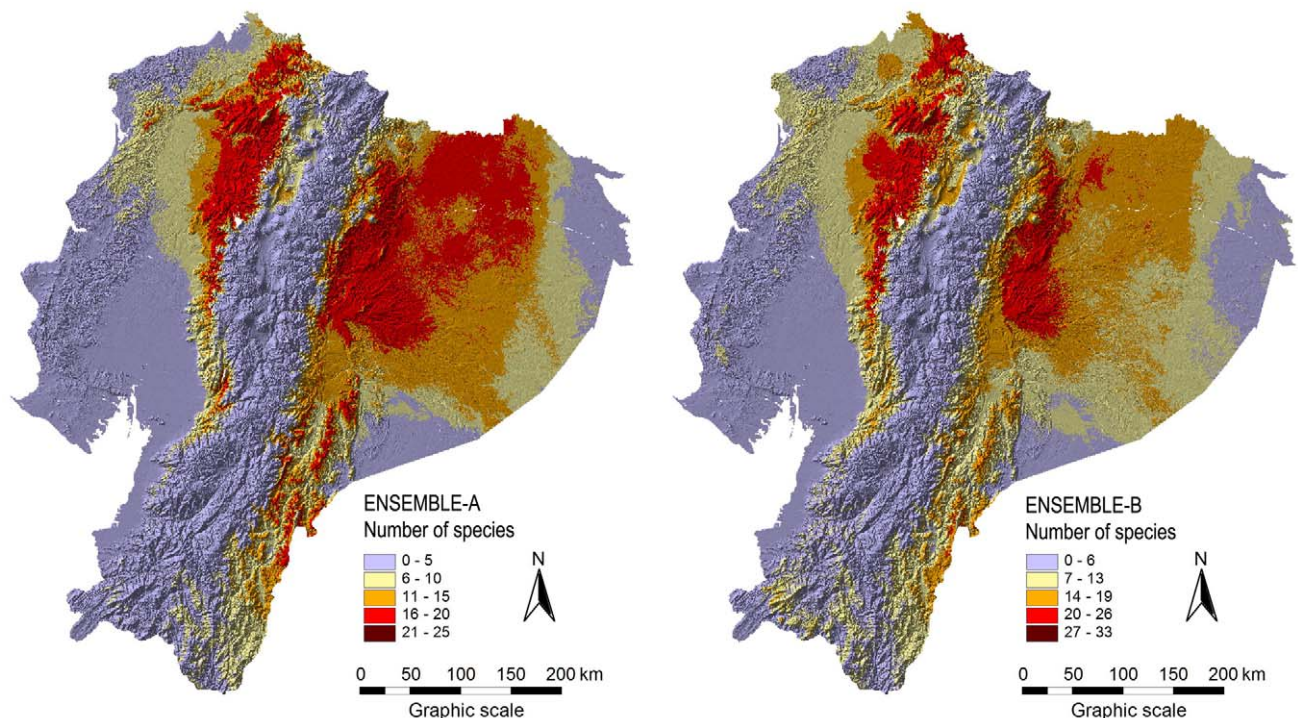 ENSEMBLE-A
Number of species
0 - 5
6 - 10
11 - 15
16 - 20
21 - 25
N
0 50 100 150 200 km
Graphic scale
ENSEMBLE-B
Number of species
0 - 6
7 - 13
14 - 19
20 - 26
27 - 33
N
0 50 100 150 200 km
Graphic scale